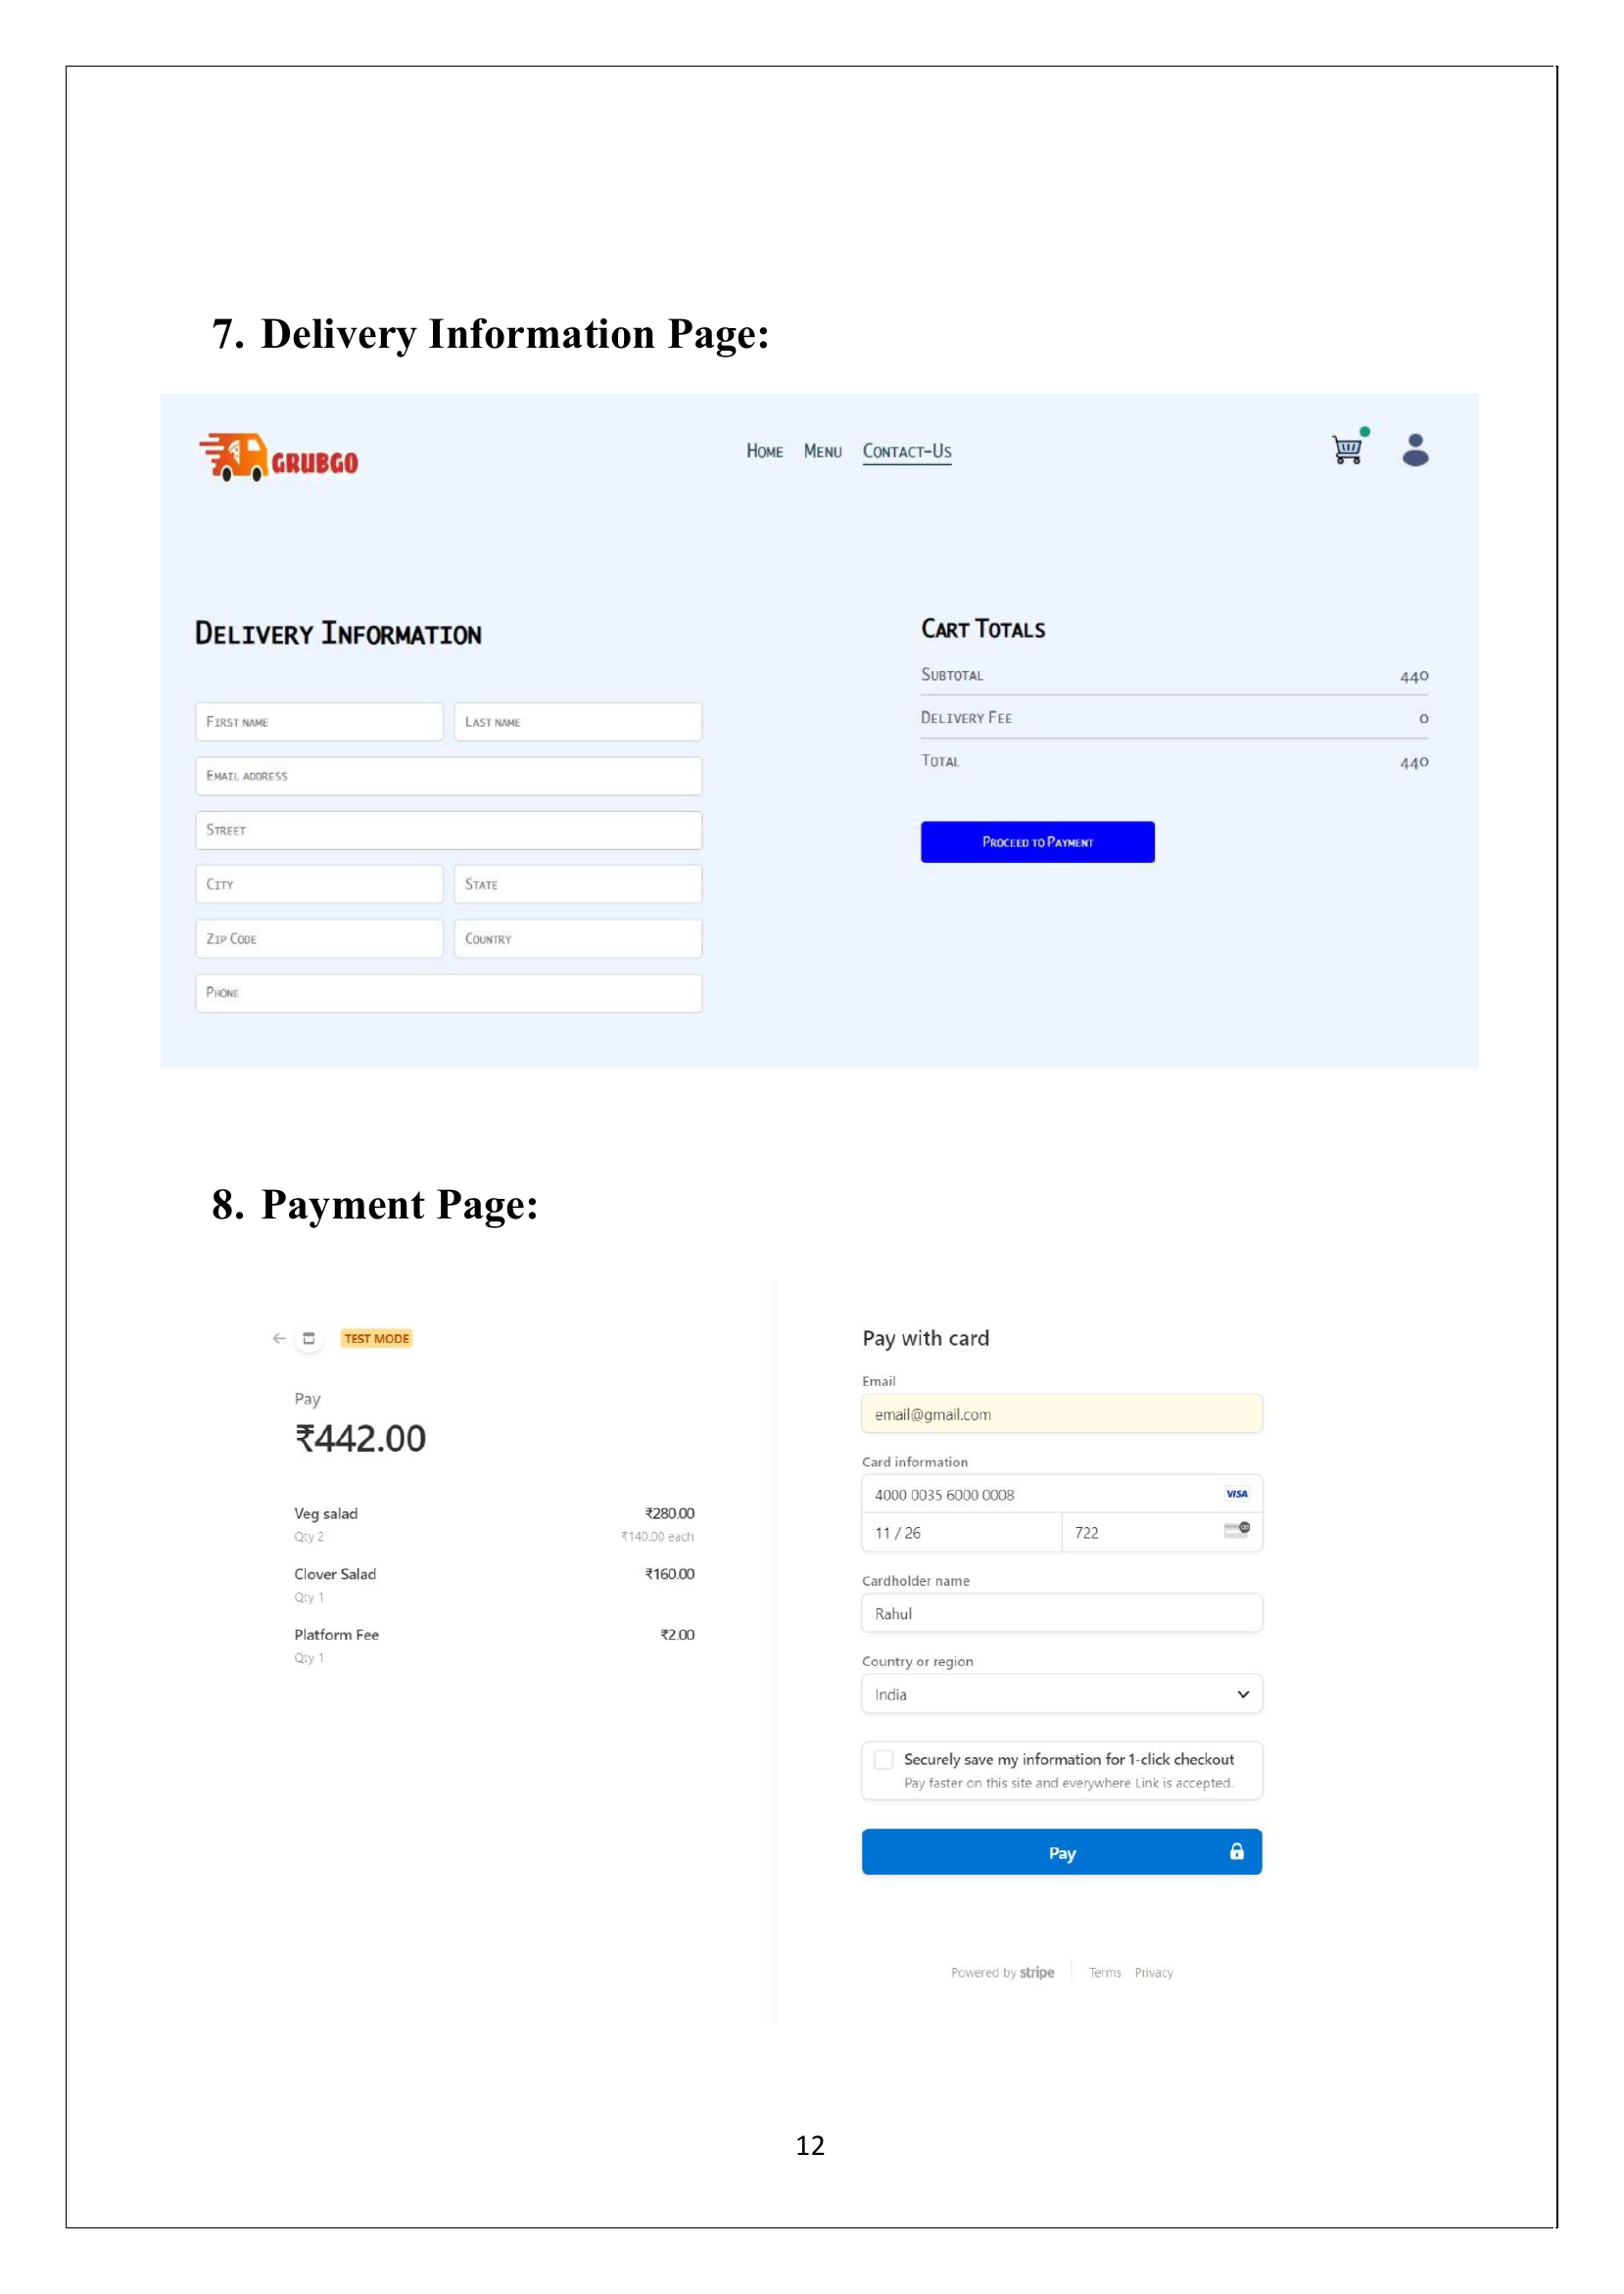 7. Delivery Information Page:
GRUBGO
Home Menu Contact-Us
Delivery Information
First name Last name
Email address
Street
City State
Zip Code Country
Phone
Cart Totals
Subtotal 440
Delivery Fee 0
Total 440
Proceed to Payment
8. Payment Page:
TEST MODE
Pay
₹442.00
Veg salad ₹280.00
Qty 2 ₹140.00 each
Clover Salad ₹160.00
Qty 1
Platform Fee ₹2.00
Qty 1
Pay with card
Email
email@gmail.com
Card information
4000 0035 6000 0008 VISA
11 / 26 722
Cardholder name
Rahul
Country or region
India
Securely save my information for 1-click checkout
Pay faster on this site and everywhere Link is accepted.
Pay
Powered by stripe Terms Privacy
12